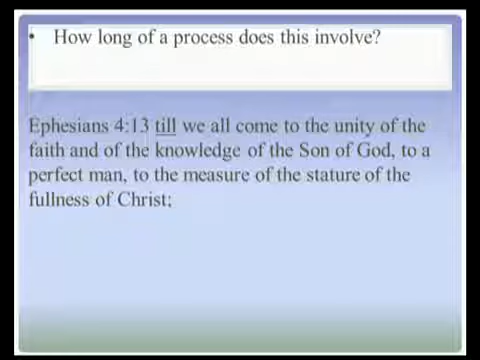 • How long of a process does this involve?
Ephesians 4:13 till we all come to the unity of the
faith and of the knowledge of the Son of God, to a
perfect man, to the measure of the stature of the
fullness of Christ;